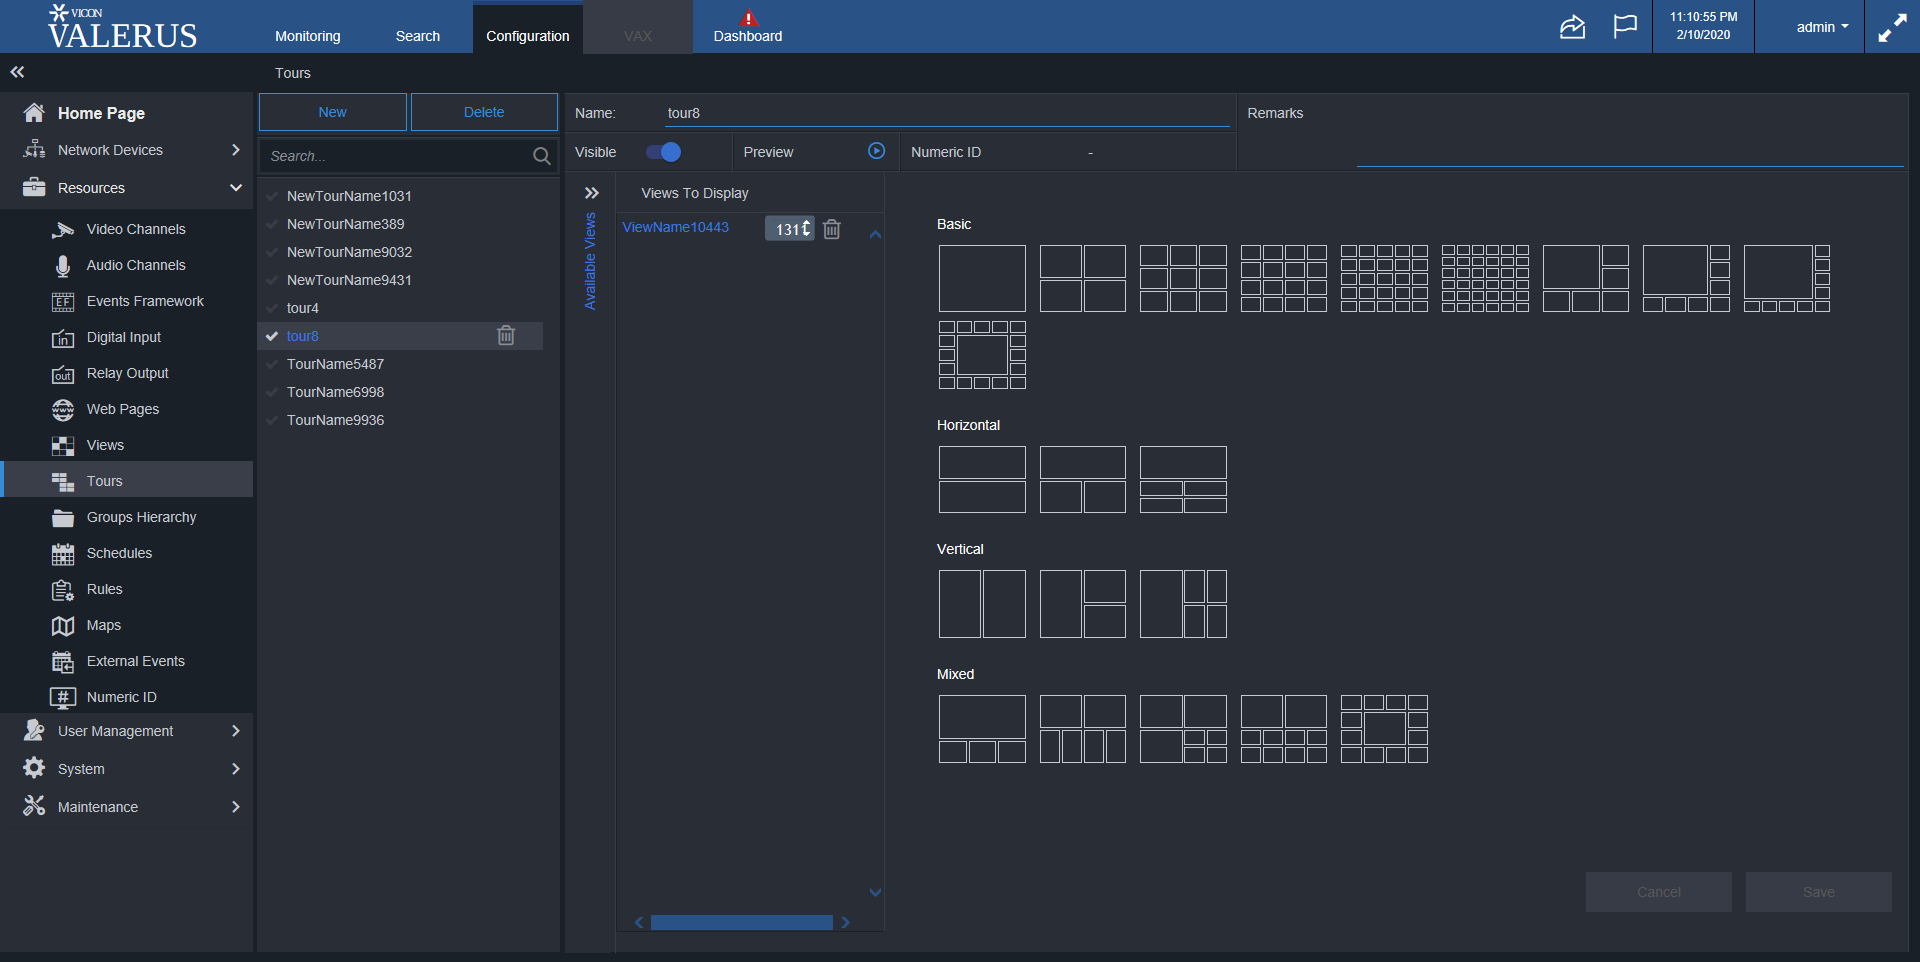 VICON
VALERUS
Monitoring
Search
Configuration
VAX
Dashboard
11:10:55 PM
2/10/2020
admin
Tours
Home Page
Network Devices
Resources
Video Channels
Audio Channels
Events Framework
EF
Digital Input
in
Relay Output
out
Web Pages
www
Views
Tours
Groups Hierarchy
Schedules
Rules
Maps
External Events
Numeric ID
#
User Management
System
Maintenance
New
Delete
Search...
NewTourName1031
NewTourName389
NewTourName9032
NewTourName9431
tour4
tour8
TourName5487
TourName6998
TourName9936
Name:
tour8
Remarks
Visible
Preview
Numeric ID
-
Available Views
Views To Display
ViewName10443
Basic
Horizontal
Vertical
Mixed
Cancel
Save